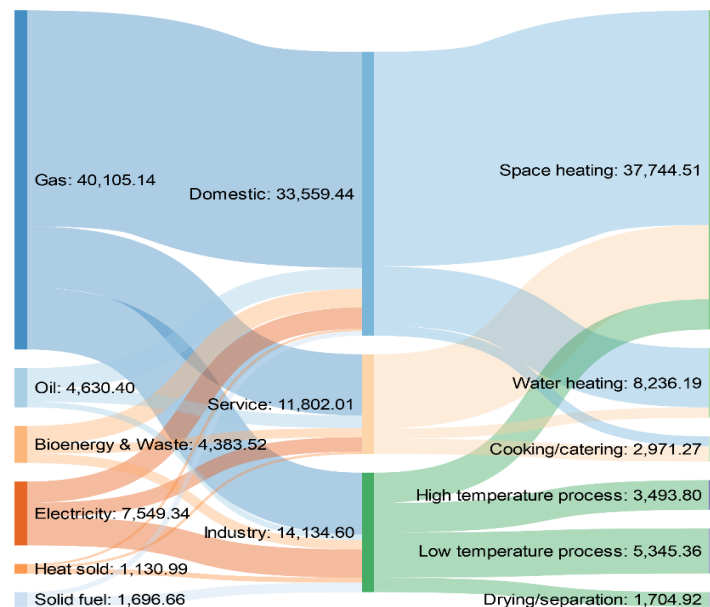 Gas: 40,105.14
Oil: 4,630.40
Bioenergy & Waste: 4,383.52
Electricity: 7,549.34
Heat sold: 1,130.99
Solid fuel: 1,696.66
Domestic: 33,559.44
Service: 11,802.01
Industry: 14,134.60
Space heating: 37,744.51
Water heating: 8,236.19
Cooking/catering: 2,971.27
High temperature process: 3,493.80
Low temperature process: 5,345.36
Drying/separation: 1,704.92